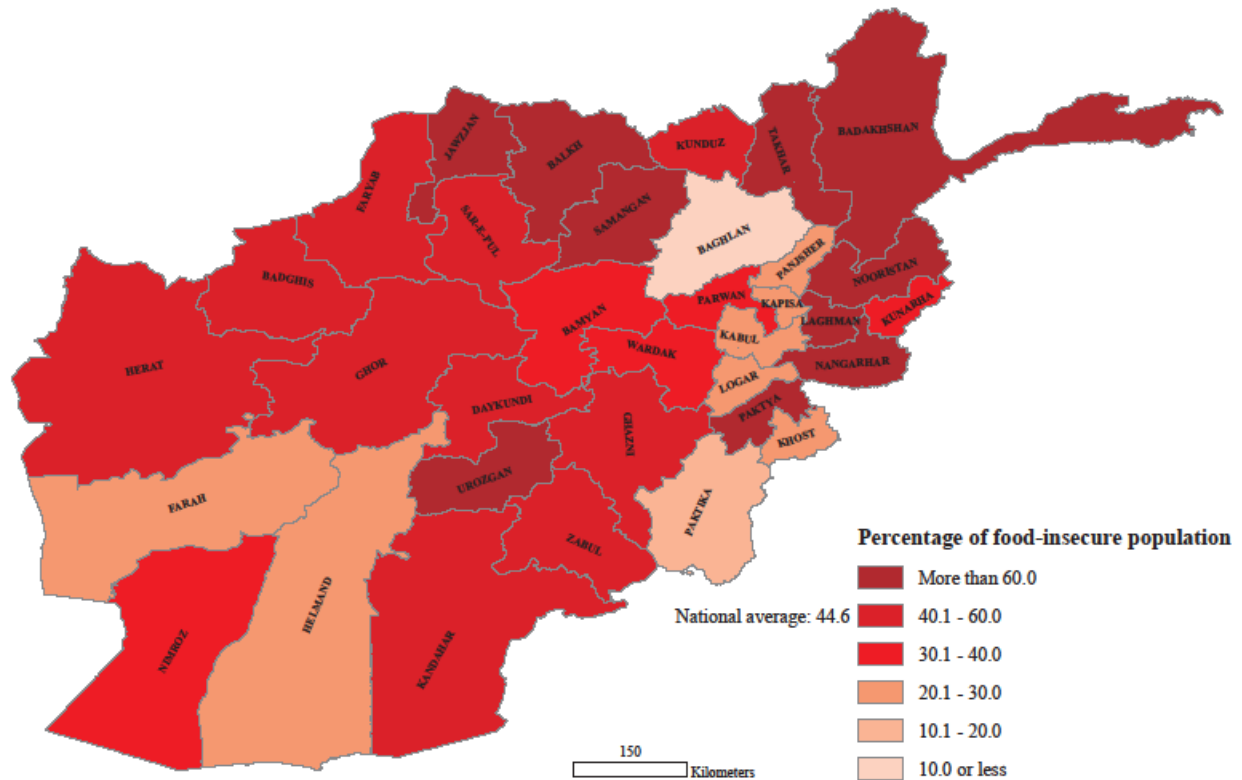 JAWZJAN
BALKH
KUNDUZ
TAKHAR
BADAKHSHAN
FARYAB
SAR-E-PUL
SAMANGAN
BAGHLAN
PANJSHER
NOORISTAN
BADGHIS
BAMYAN
PARWAN
KAPISA
LAGHMAN
KUNARHA
HERAT
GHOR
WARDAK
KABUL
NANGARHAR
DAYKUNDI
GHAZNI
LOGAR
PAKTYA
KHOST
UROZGAN
FARAH
PAKTIKA
ZABUL
HELMAND
NIMROZ
KANDAHAR
Percentage of food-insecure population
More than 60.0
National average: 44.6
40.1 - 60.0
30.1 - 40.0
20.1 - 30.0
10.1 - 20.0
10.0 or less
150
Kilometers